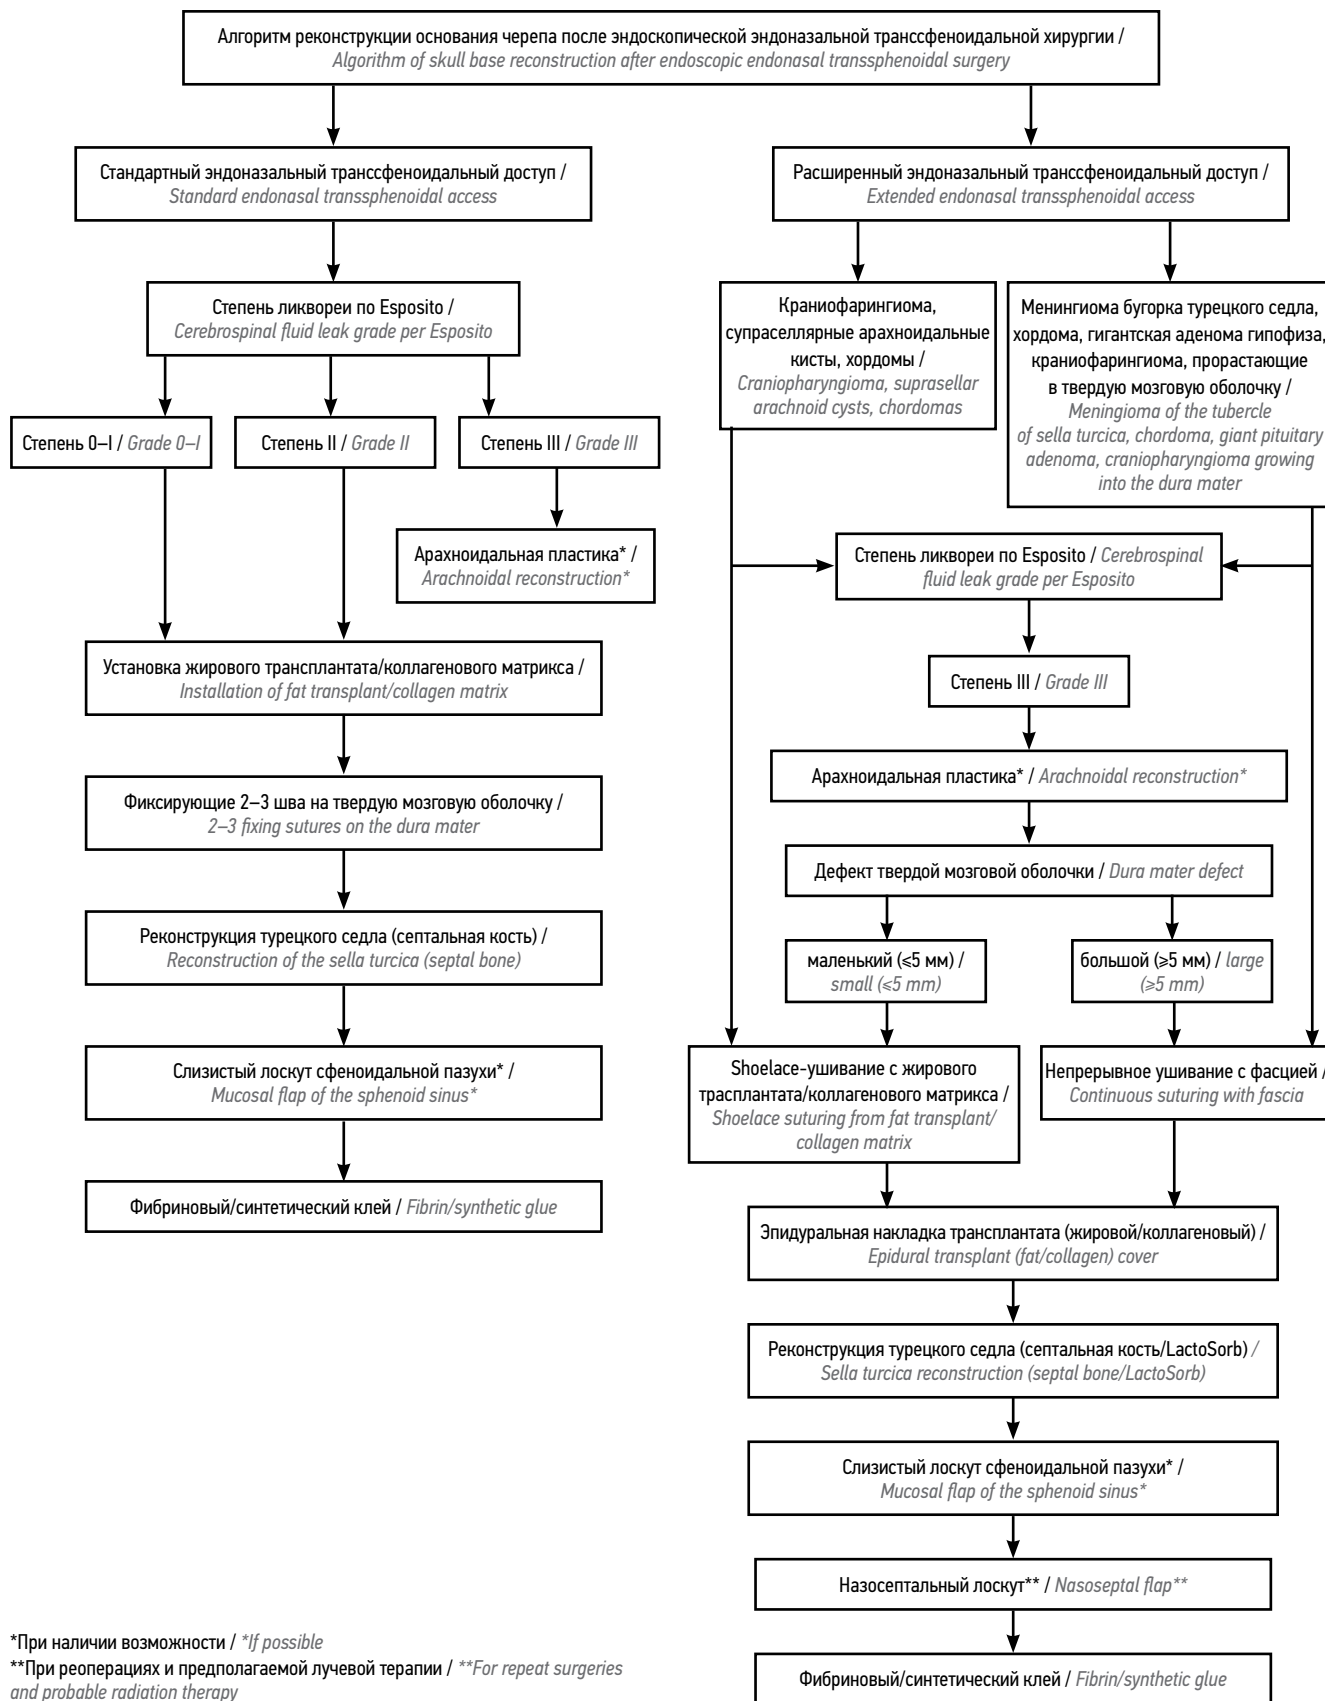 Алгоритм реконструкции основания черепа после эндоскопической эндоназальной транссфеноидальной хирургии /
Algorithm of skull base reconstruction after endoscopic endonasal transsphenoidal surgery
Стандартный эндоназальный транссфеноидальный доступ /
Standard endonasal transsphenoidal access
Расширенный эндоназальный транссфеноидальный доступ /
Extended endonasal transsphenoidal access
Степень ликвореи по Esposito /
Cerebrospinal fluid leak grade per Esposito
Степень 0–I / Grade 0–I
Степень II / Grade II
Степень III / Grade III
Арахноидальная пластика* /
Arachnoidal reconstruction*
Установка жирового трансплантата/коллагенового матрикса /
Installation of fat transplant/collagen matrix
Фиксирующие 2–3 шва на твердую мозговую оболочку /
2–3 fixing sutures on the dura mater
Реконструкция турецкого седла (септальная кость) /
Reconstruction of the sella turcica (septal bone)
Слизистый лоскут сфеноидальной пазухи* /
Mucosal flap of the sphenoid sinus*
Фибриновый/синтетический клей / Fibrin/synthetic glue
Краниофарингиома,
супраселлярные арахноидальные
кисты, хордомы /
Craniopharyngioma, suprasellar
arachnoid cysts, chordomas
Менингиома бугорка турецкого седла,
хордома, гигантская аденома гипофиза,
краниофарингиома, прорастающие
в твердую мозговую оболочку /
Meningioma of the tubercle
of sella turcica, chordoma, giant pituitary
adenoma, craniopharyngioma growing
into the dura mater
Степень ликвореи по Esposito / Cerebrospinal
fluid leak grade per Esposito
Степень III / Grade III
Арахноидальная пластика* / Arachnoidal reconstruction*
Дефект твердой мозговой оболочки / Dura mater defect
маленький (≤5 мм) /
small (≤5 mm)
большой (≥5 мм) / large
(≥5 mm)
Shoelace-ушивание с жирового
трасплантата/коллагенового матрикса /
Shoelace suturing from fat transplant/
collagen matrix
Непрерывное ушивание с фасцией /
Continuous suturing with fascia
Эпидуральная накладка трансплантата (жировой/коллагеновый) /
Epidural transplant (fat/collagen) cover
Реконструкция турецкого седла (септальная кость/LactoSorb) /
Sella turcica reconstruction (septal bone/LactoSorb)
Слизистый лоскут сфеноидальной пазухи* /
Mucosal flap of the sphenoid sinus*
Назосептальный лоскут** / Nasoseptal flap**
Фибриновый/синтетический клей / Fibrin/synthetic glue
*При наличии возможности / *If possible
**При реоперациях и предполагаемой лучевой терапии / **For repeat surgeries
and probable radiation therapy